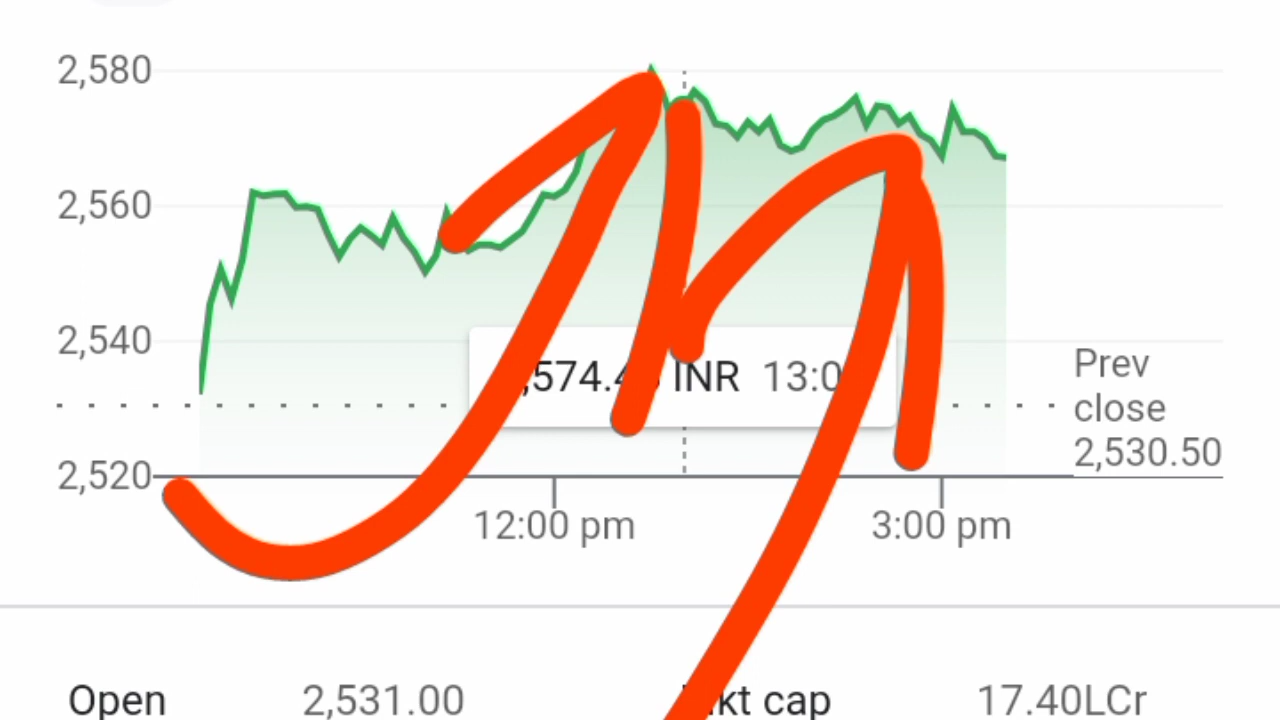 2,580
2,560
2,540
2,520
INR
Prev
close
2,530.50
12:00 pm 3:00 pm
Open 2,531.00 cap 17.40LCr